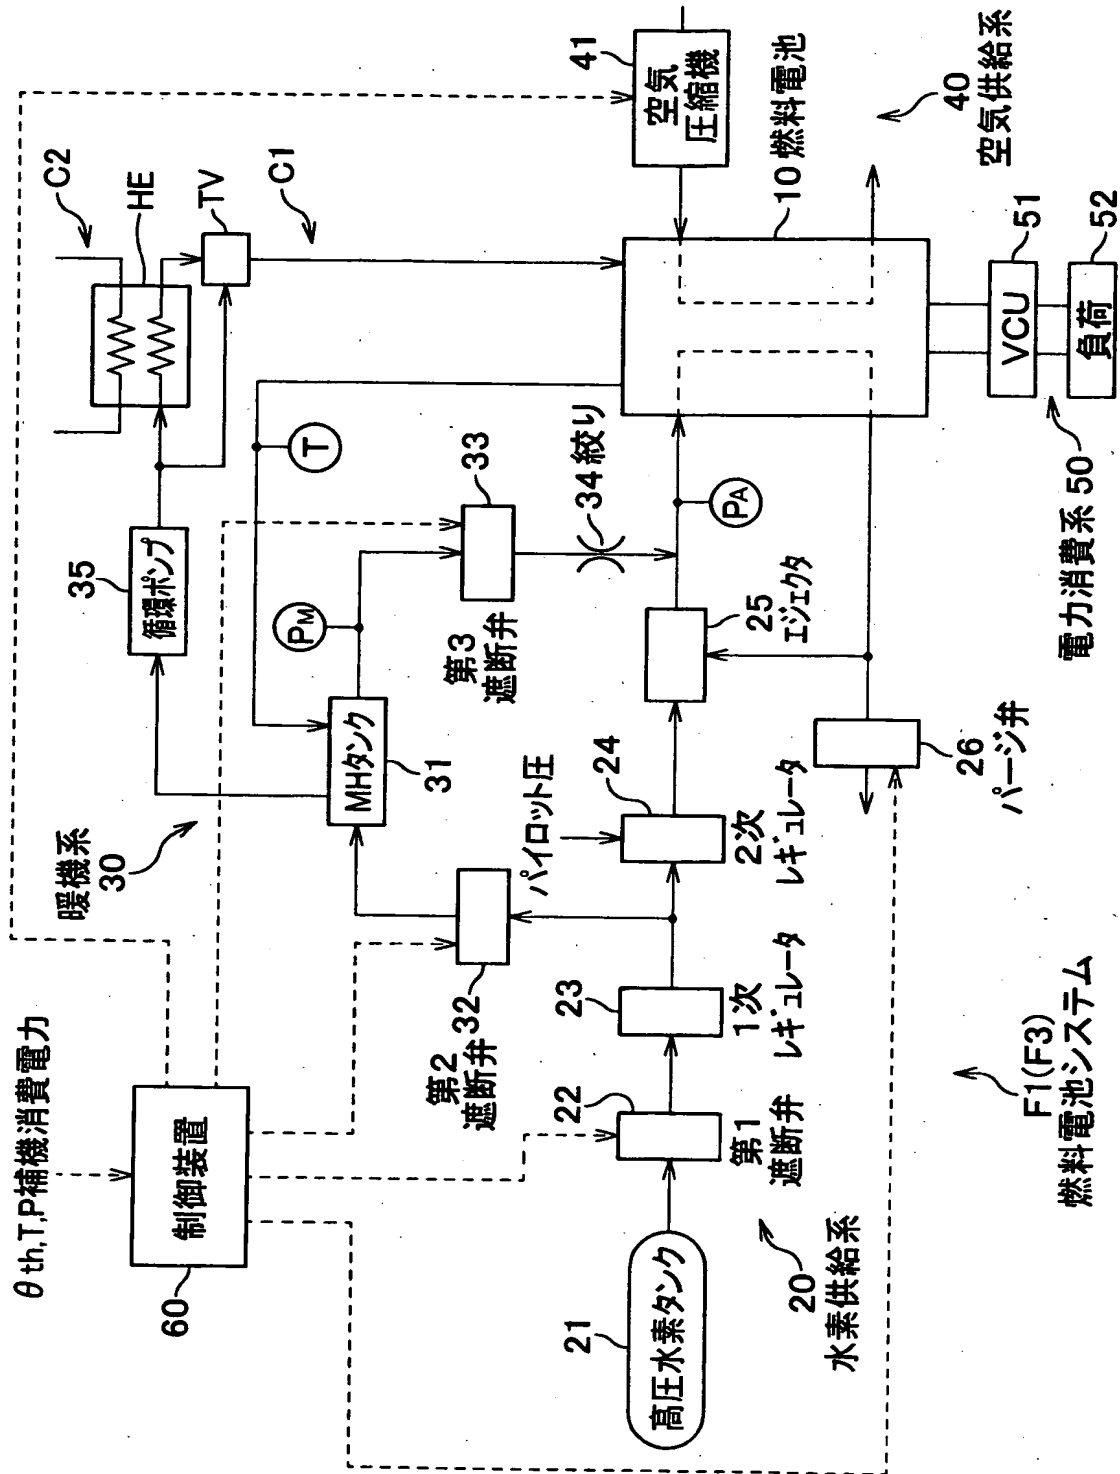 θth,T,P補機消費電力
制御装置
60
暖機系
30
35
循環ポンプ
C2
HE
TV
C1
41
空気
圧縮機
T
PM
PA
MHタンク
31
第3
遮断弁
33
34 絞り
10 燃料電池
40
空気供給系
第2
遮断弁
32
パイロット圧
24
2次
レギュレータ
25
エジェクタ
23
1次
レギュレータ
22
第1
遮断弁
21
高圧水素タンク
20
水素供給系
26
パージ弁
電力消費系 50
VCU
51
負荷
52
F1(F3)
燃料電池システム